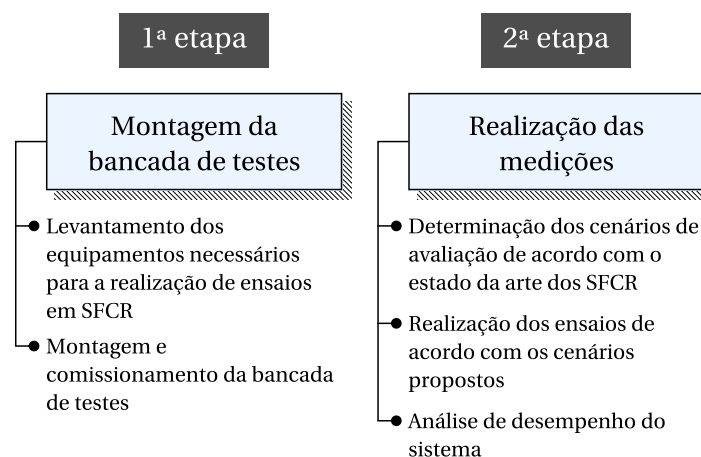 1ª etapa
Montagem da
bancada de testes
Levantamento dos
equipamentos necessários
para a realização de ensaios
em SFCR
Montagem e
comissionamento da bancada
de testes
2ª etapa
Realização das
medições
Determinação dos cenários de
avaliação de acordo com o
estado da arte dos SFCR
Realização dos ensaios de
acordo com os cenários
propostos
Análise de desempenho do
sistema